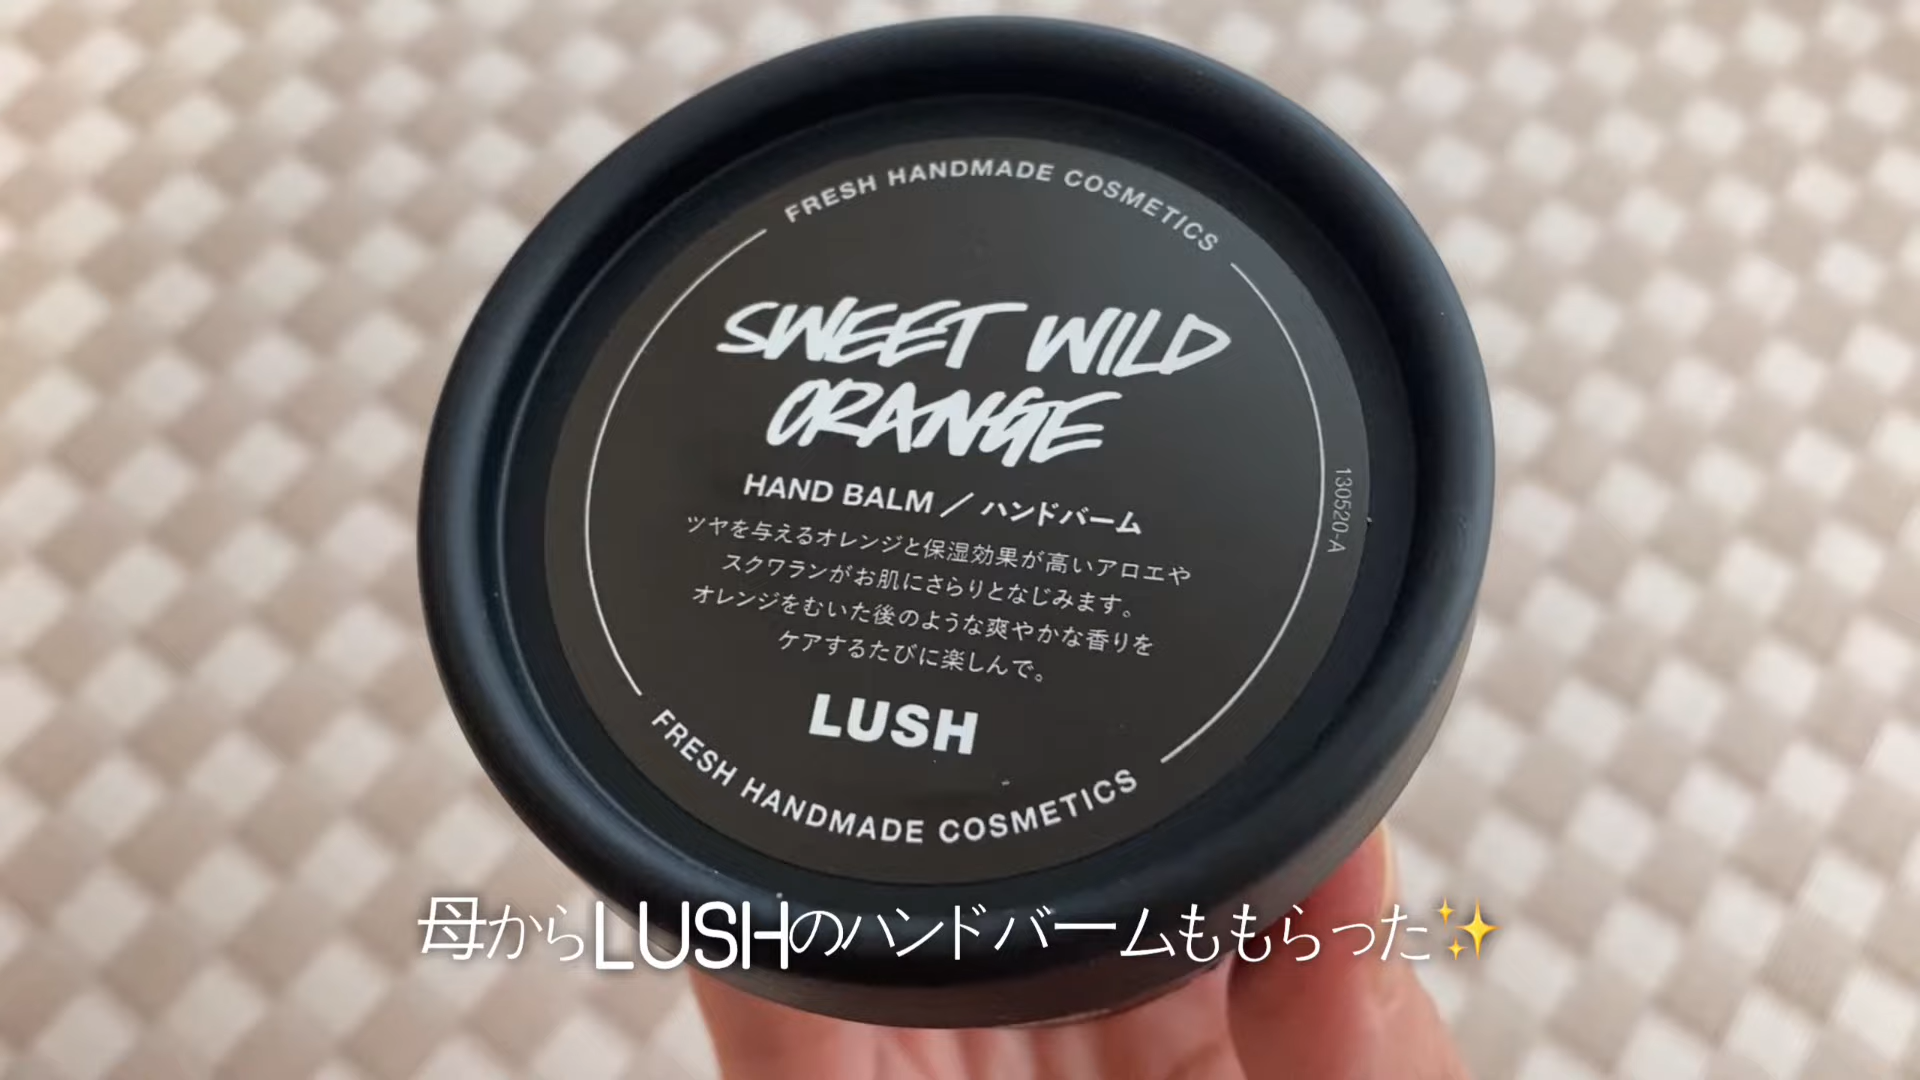 FRESH HANDMADE COSMETICS
SWEET WILD
ORANGE
HAND BALM／ハンドバーム
ツヤを与えるオレンジと保湿効果が高いアロエや
スクワランがお肌にさらりとなじみます。
オレンジをむいた後のような爽やかな香りを
ケアするたびに楽しんで。
LUSH
FRESH HANDMADE COSMETICS
130520-A
母からLUSHのハンドバームももらった✨